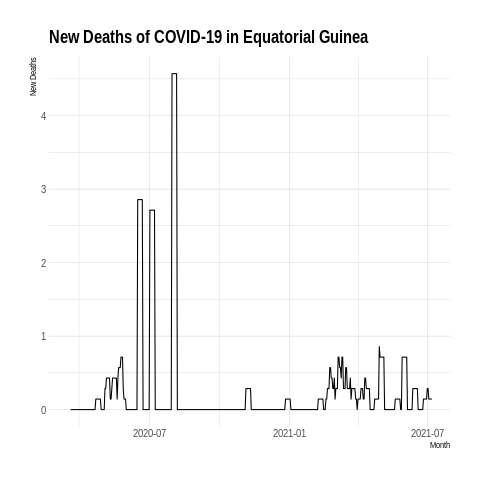 New Deaths of COVID-19 in Equatorial Guinea
New Deaths
4
3
2
1
0
2020-07
2021-01
2021-07
Month